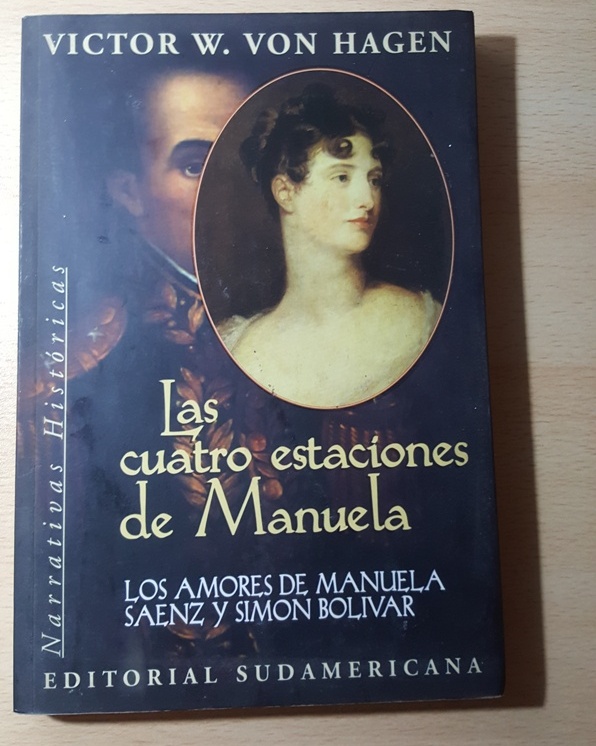 VICTOR W. VON HAGEN
Las
cuatro estaciones
de Manuela
LOS AMORES DE MANUELA
SAENZ Y SIMON BOLIVAR
EDITORIAL SUDAMERICANA
Narrativas Históricas